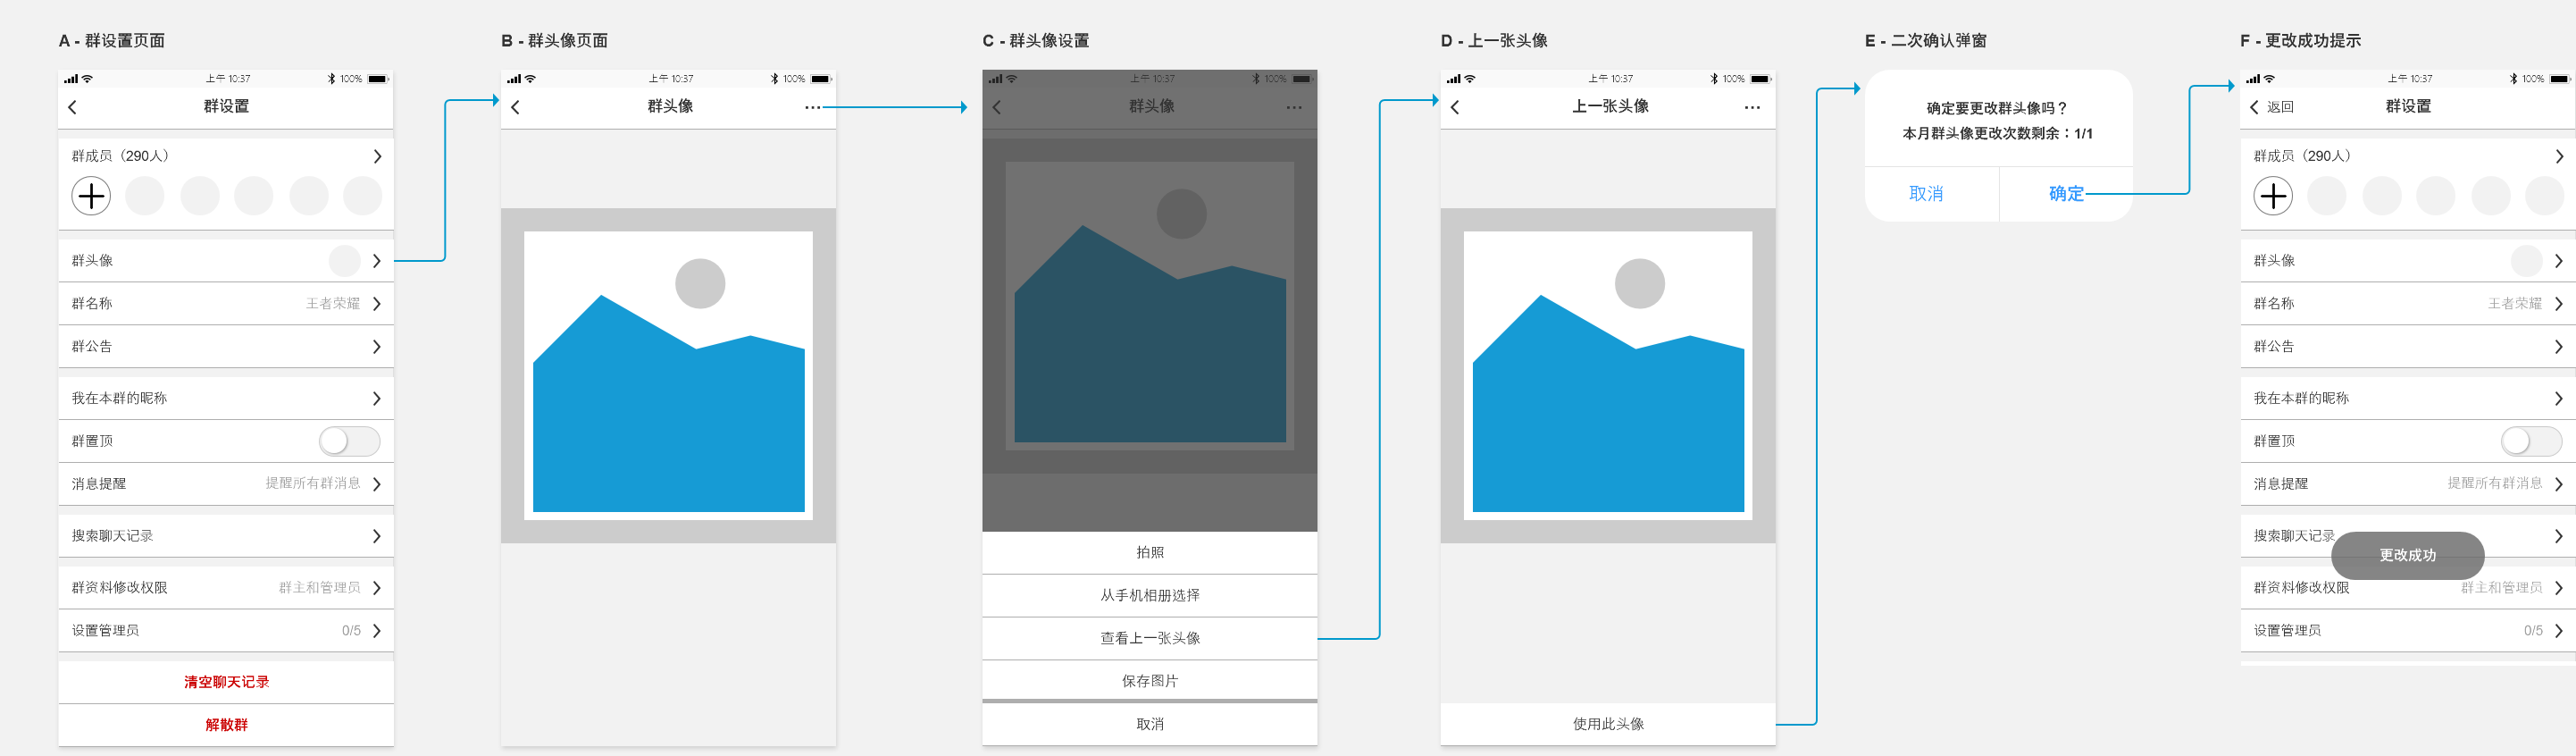 A - 群设置页面
上午 10:37
100%
群设置
群成员（290人）
群头像
群名称
王者荣耀
群公告
我在本群的昵称
群置顶
消息提醒
提醒所有群消息
搜索聊天记录
群资料修改权限
群主和管理员
设置管理员
0/5
清空聊天记录
解散群
B - 群头像页面
上午 10:37
100%
群头像
C - 群头像设置
上午 10:37
100%
群头像
拍照
从手机相册选择
查看上一张头像
保存图片
取消
D - 上一张头像
上午 10:37
100%
上一张头像
使用此头像
E - 二次确认弹窗
确定要更改群头像吗？
本月群头像更改次数剩余：1/1
取消
确定
F - 更改成功提示
上午 10:37
100%
返回
群设置
群成员（290人）
群头像
群名称
王者荣耀
群公告
我在本群的昵称
群置顶
消息提醒
提醒所有群消息
搜索聊天记录
更改成功
群资料修改权限
群主和管理员
设置管理员
0/5